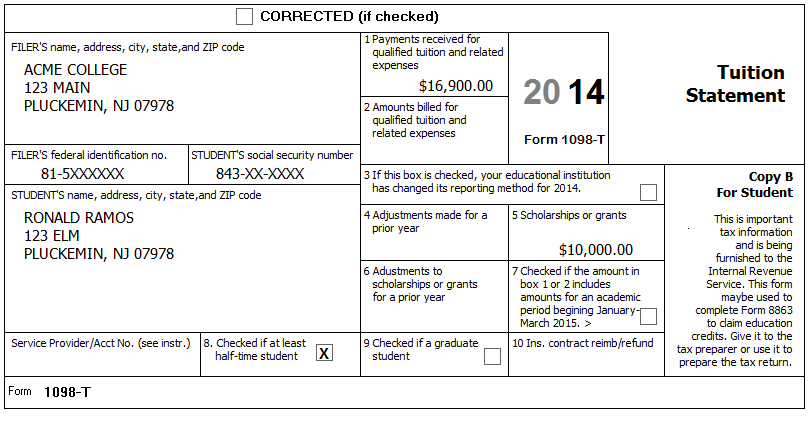 CORRECTED (if checked)
FILER'S name, address, city, state,and ZIP code
ACME COLLEGE
123 MAIN
PLUCKEMIN, NJ 07978
1 Payments received for
qualified tuition and related
expenses
$16,900.00
2 Amounts billed for
qualified tuition and
related expenses
2014
Form 1098-T
Tuition
Statement
FILER'S federal identification no.
81-5XXXXXX
STUDENT'S social security number
843-XX-XXXX
3 If this box is checked, your educational institution
has changed its reporting method for 2014.
Copy B
For Student
This is important
tax information
and is being
furnished to the
Internal Revenue
Service. This form
maybe used to
complete Form 8863
to claim education
credits. Give it to the
tax preparer or use it to
prepare the tax return.
STUDENT'S name, address, city, state,and ZIP code
RONALD RAMOS
123 ELM
PLUCKEMIN, NJ 07978
4 Adjustments made for a
prior year
5 Scholarships or grants
$10,000.00
6 Adustments to
scholarships or grants
for a prior year
7 Checked if the amount in
box 1 or 2 includes
amounts for an academic
period begining January-
March 2015. >
Service Provider/Acct No. (see instr.)
8. Checked if at least
half-time student
X
9 Checked if a graduate
student
10 Ins. contract reimb/refund
Form 1098-T